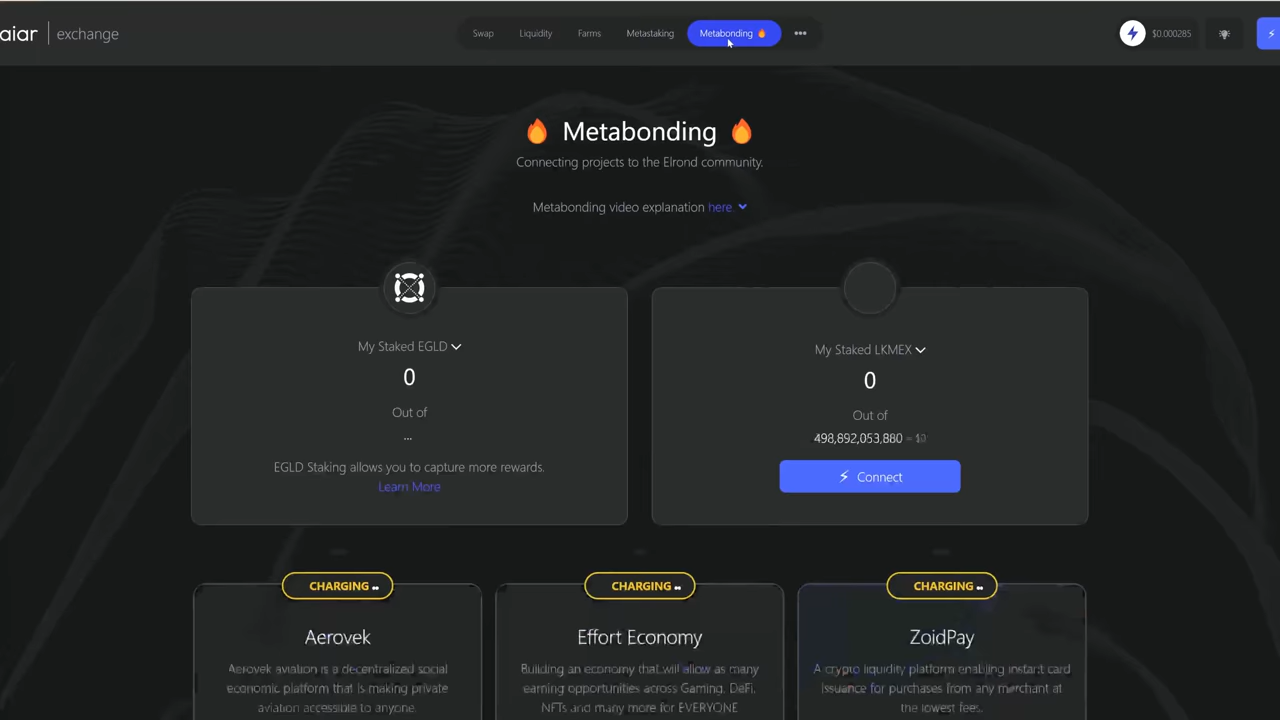 aiar | exchange
Swap Liquidity Farms Metastaking Metabonding 🔥 •••
$0.000285
🔥 Metabonding 🔥
Connecting projects to the Elrond community.
Metabonding video explanation here
My Staked EGLD
0
Out of
...
EGLD Staking allows you to capture more rewards.
Learn More
My Staked LKMEX
0
Out of
498,892,053,880 = $0
Connect
CHARGING
Aerovek
Aerovek aviation is a decentralized social
economic platform that is making private
aviation accessible to anyone.
CHARGING
Effort Economy
Building an economy that will allow as many
earning opportunities across Gaming, DeFi,
NFTs and many more for EVERYONE
CHARGING
ZoidPay
A crypto liquidity platform enabling instant card
issuance for purchases from any merchant at
the lowest fees.